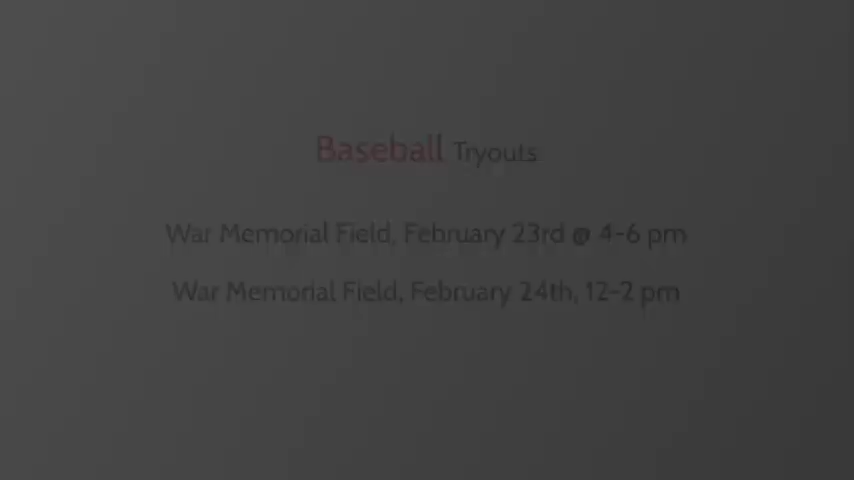 Baseball Tryouts
War Memorial Field, February 23rd @ 4-6 pm
War Memorial Field, February 24th, 12-2 pm